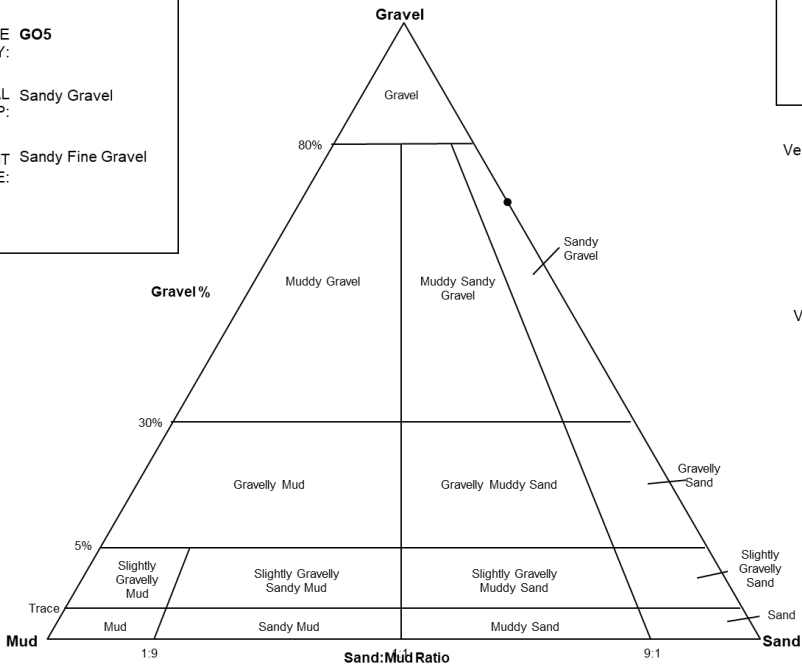 Gravel
E GO5
Y:
AL Sandy Gravel
P:
IT Sandy Fine Gravel
E:
Gravel
80%
Ve
Sandy
Gravel
Muddy Gravel
Muddy Sandy
Gravel
Gravel %
V
30%
Gravelly Mud
Gravelly Muddy Sand
Gravelly
Sand
5%
Slightly
Gravelly
Mud
Slightly Gravelly
Sandy Mud
Slightly Gravelly
Muddy Sand
Slightly
Gravelly
Sand
Trace
Mud
Sandy Mud
Muddy Sand
Sand
Mud
Sand
1:9
1:1
9:1
Sand:Mud Ratio